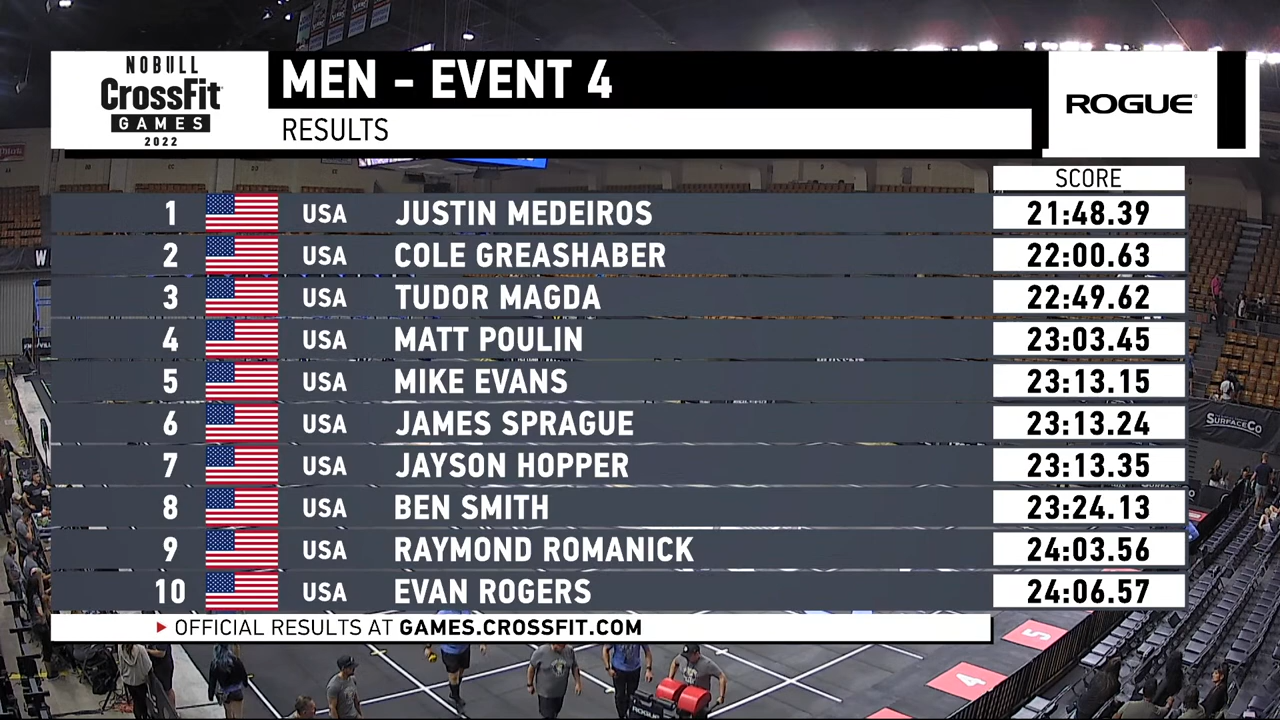 NOBULL
CrossFit
GAMES
2022
MEN - EVENT 4
RESULTS
ROGUE
SCORE
1 USA JUSTIN MEDEIROS 21:48.39
2 USA COLE GREASHABER 22:00.63
3 USA TUDOR MAGDA 22:49.62
4 USA MATT POULIN 23:03.45
5 USA MIKE EVANS 23:13.15
6 USA JAMES SPRAGUE 23:13.24
7 USA JAYSON HOPPER 23:13.35
8 USA BEN SMITH 23:24.13
9 USA RAYMOND ROMANICK 24:03.56
10 USA EVAN ROGERS 24:06.57
OFFICIAL RESULTS AT GAMES.CROSSFIT.COM
SURFACECO
5
4
ROGUE